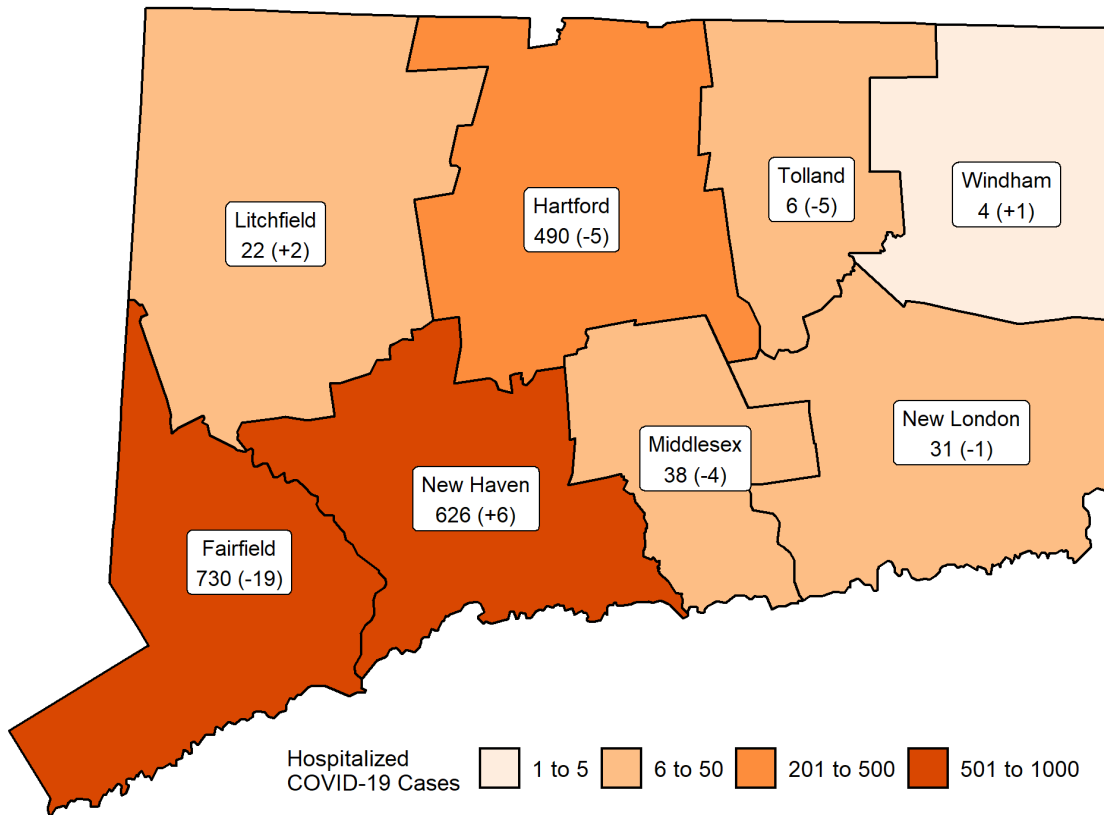 Tolland
6 (-5)
Windham
4 (+1)
Litchfield
22 (+2)
Hartford
490 (-5)
New London
31 (-1)
Middlesex
38 (-4)
New Haven
626 (+6)
Fairfield
730 (-19)
Hospitalized
COVID-19 Cases
1 to 5
6 to 50
201 to 500
501 to 1000